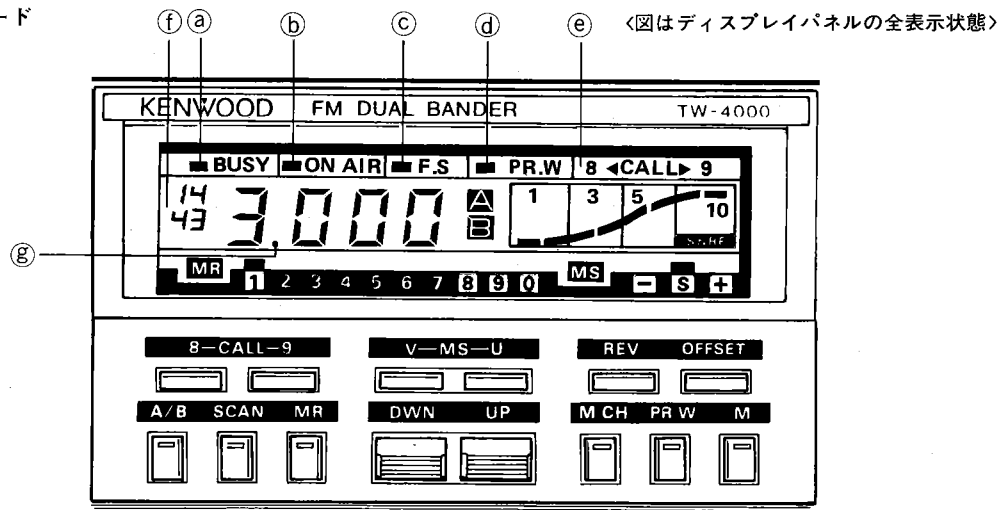 ード
ⓕ ⓐ ⓑ ⓒ ⓓ ⓔ 〈図はディスプレイパネルの全表示状態〉
KENWOOD FM DUAL BANDER TW-4000
BUSY ON AIR F.S PR.W 8 ◀CALL▶ 9
14
43 3000 A B 1 3 5 10
ⓖ
MR 1 2 3 4 5 6 7 8 9 0 MS − S +
8—CALL—9 V—MS—U REV OFFSET
A/B SCAN MR DWN UP M CH PR W M